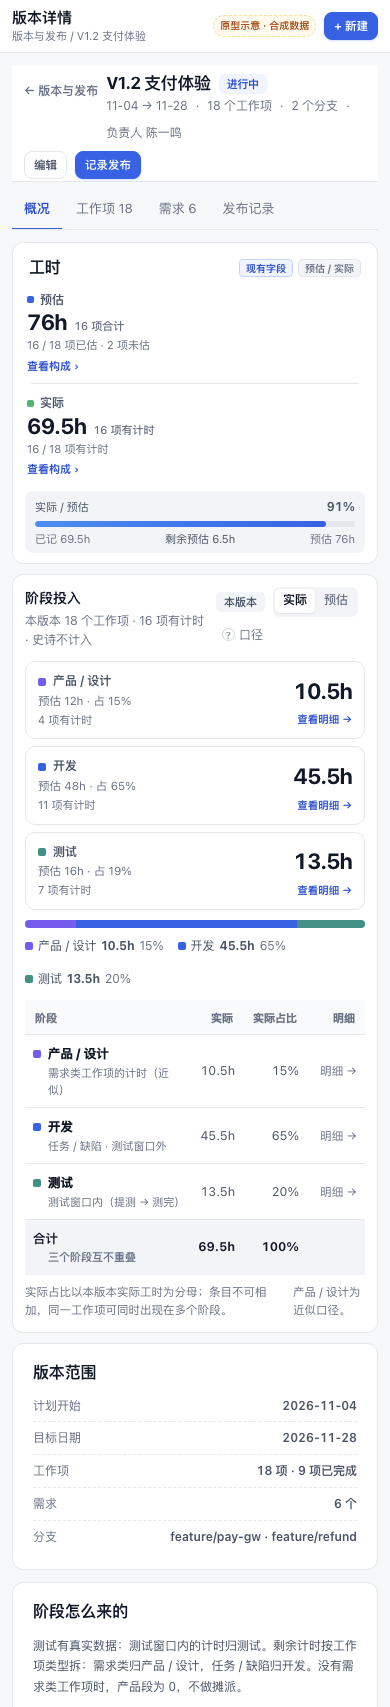 版本详情
版本与发布 / V1.2 支付体验
原型示意 · 合成数据
+ 新建
← 版本与发布
V1.2 支付体验 进行中
11-04 → 11-28 · 18 个工作项 · 2 个分支 ·
负责人 陈一鸣
编辑 记录发布
概况 工作项 18 需求 6 发布记录
工时 现有字段 预估 / 实际
预估
76h 16 项合计
16 / 18 项已估 · 2 项未估
查看构成 ›
实际
69.5h 16 项有计时
16 / 18 项有计时
查看构成 ›
实际 / 预估 91%
已记 69.5h 剩余预估 6.5h 预估 76h
阶段投入 本版本 实际 预估
本版本 18 个工作项 · 16 项有计时
· 史诗不计入
? 口径
产品 / 设计
预估 12h · 占 15%
4 项有计时
10.5h
查看明细 →
开发
预估 48h · 占 65%
11 项有计时
45.5h
查看明细 →
测试
预估 16h · 占 19%
7 项有计时
13.5h
查看明细 →
产品 / 设计 10.5h 15% 开发 45.5h 65%
测试 13.5h 20%
阶段 实际 实际占比 明细
产品 / 设计
需求类工作项的计时（近
似）
10.5h 15% 明细 →
开发
任务 / 缺陷 · 测试窗口外
45.5h 65% 明细 →
测试
测试窗口内（提测 → 测完）
13.5h 20% 明细 →
合计
三个阶段互不重叠
69.5h 100%
实际占比以本版本实际工时为分母；条目不可相
加，同一工作项可同时出现在多个阶段。
产品 / 设计为
近似口径。
版本范围
计划开始 2026-11-04
目标日期 2026-11-28
工作项 18 项 · 9 项已完成
需求 6 个
分支 feature/pay-gw · feature/refund
阶段怎么来的
测试有真实数据：测试窗口内的计时归测试。剩余计时按工作
项类型拆：需求类归产品 / 设计，任务 / 缺陷归开发。没有需
求类工作项时，产品段为 0，不做摊派。